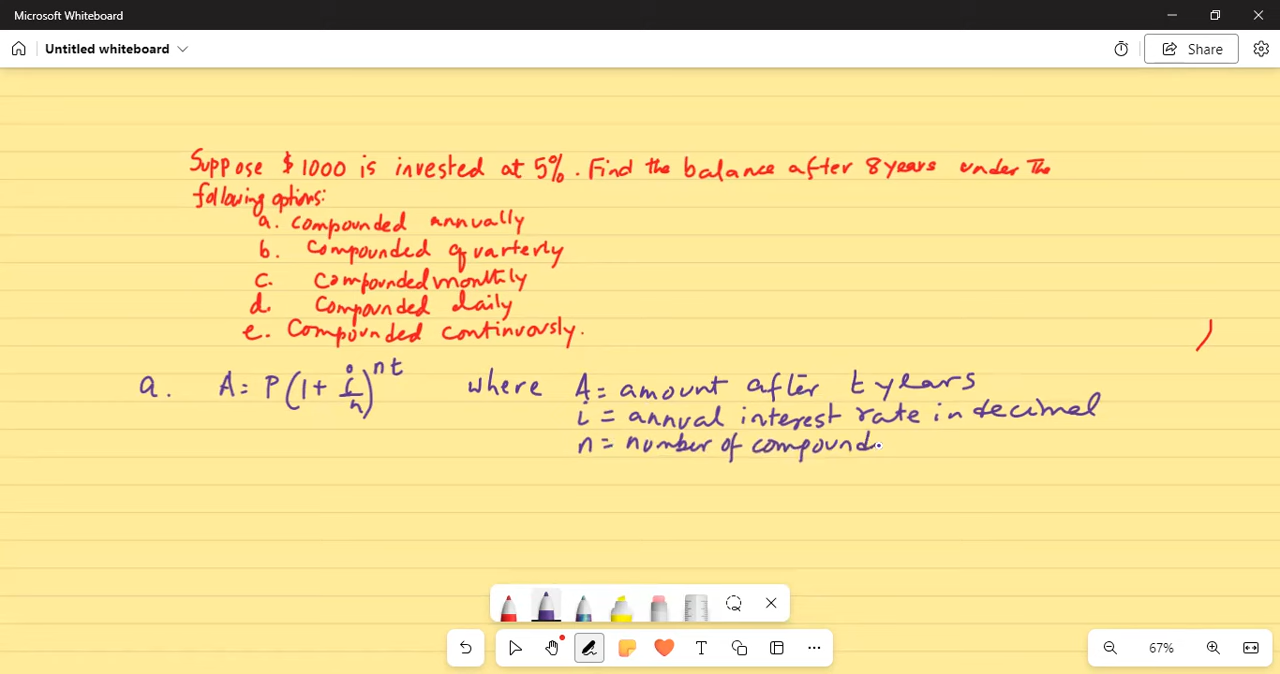 Microsoft Whiteboard
Untitled whiteboard
Share
Suppose $1000 is invested at 5%. Find the balance after 8 years under the
following options:
a. Compounded annually
b. Compounded quarterly
c. Compounded monthly
d. Compounded daily
e. Compounded continuously.
a. A = P(1 + i/n)^nt where A = amount after t years
i = annual interest rate in decimal
n = number of compound
67%